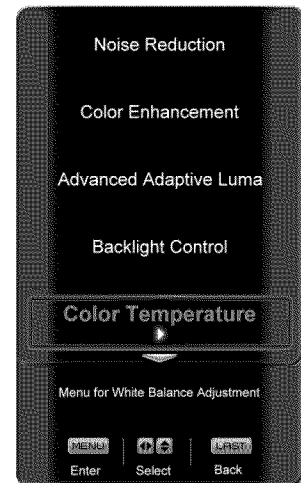 Noise Reduction
Color Enhancement
Advanced Adaptive Luma
Backlight Control
Color Temperature
Menu for White Balance Adjustment
MENU LAST
Enter Select Back